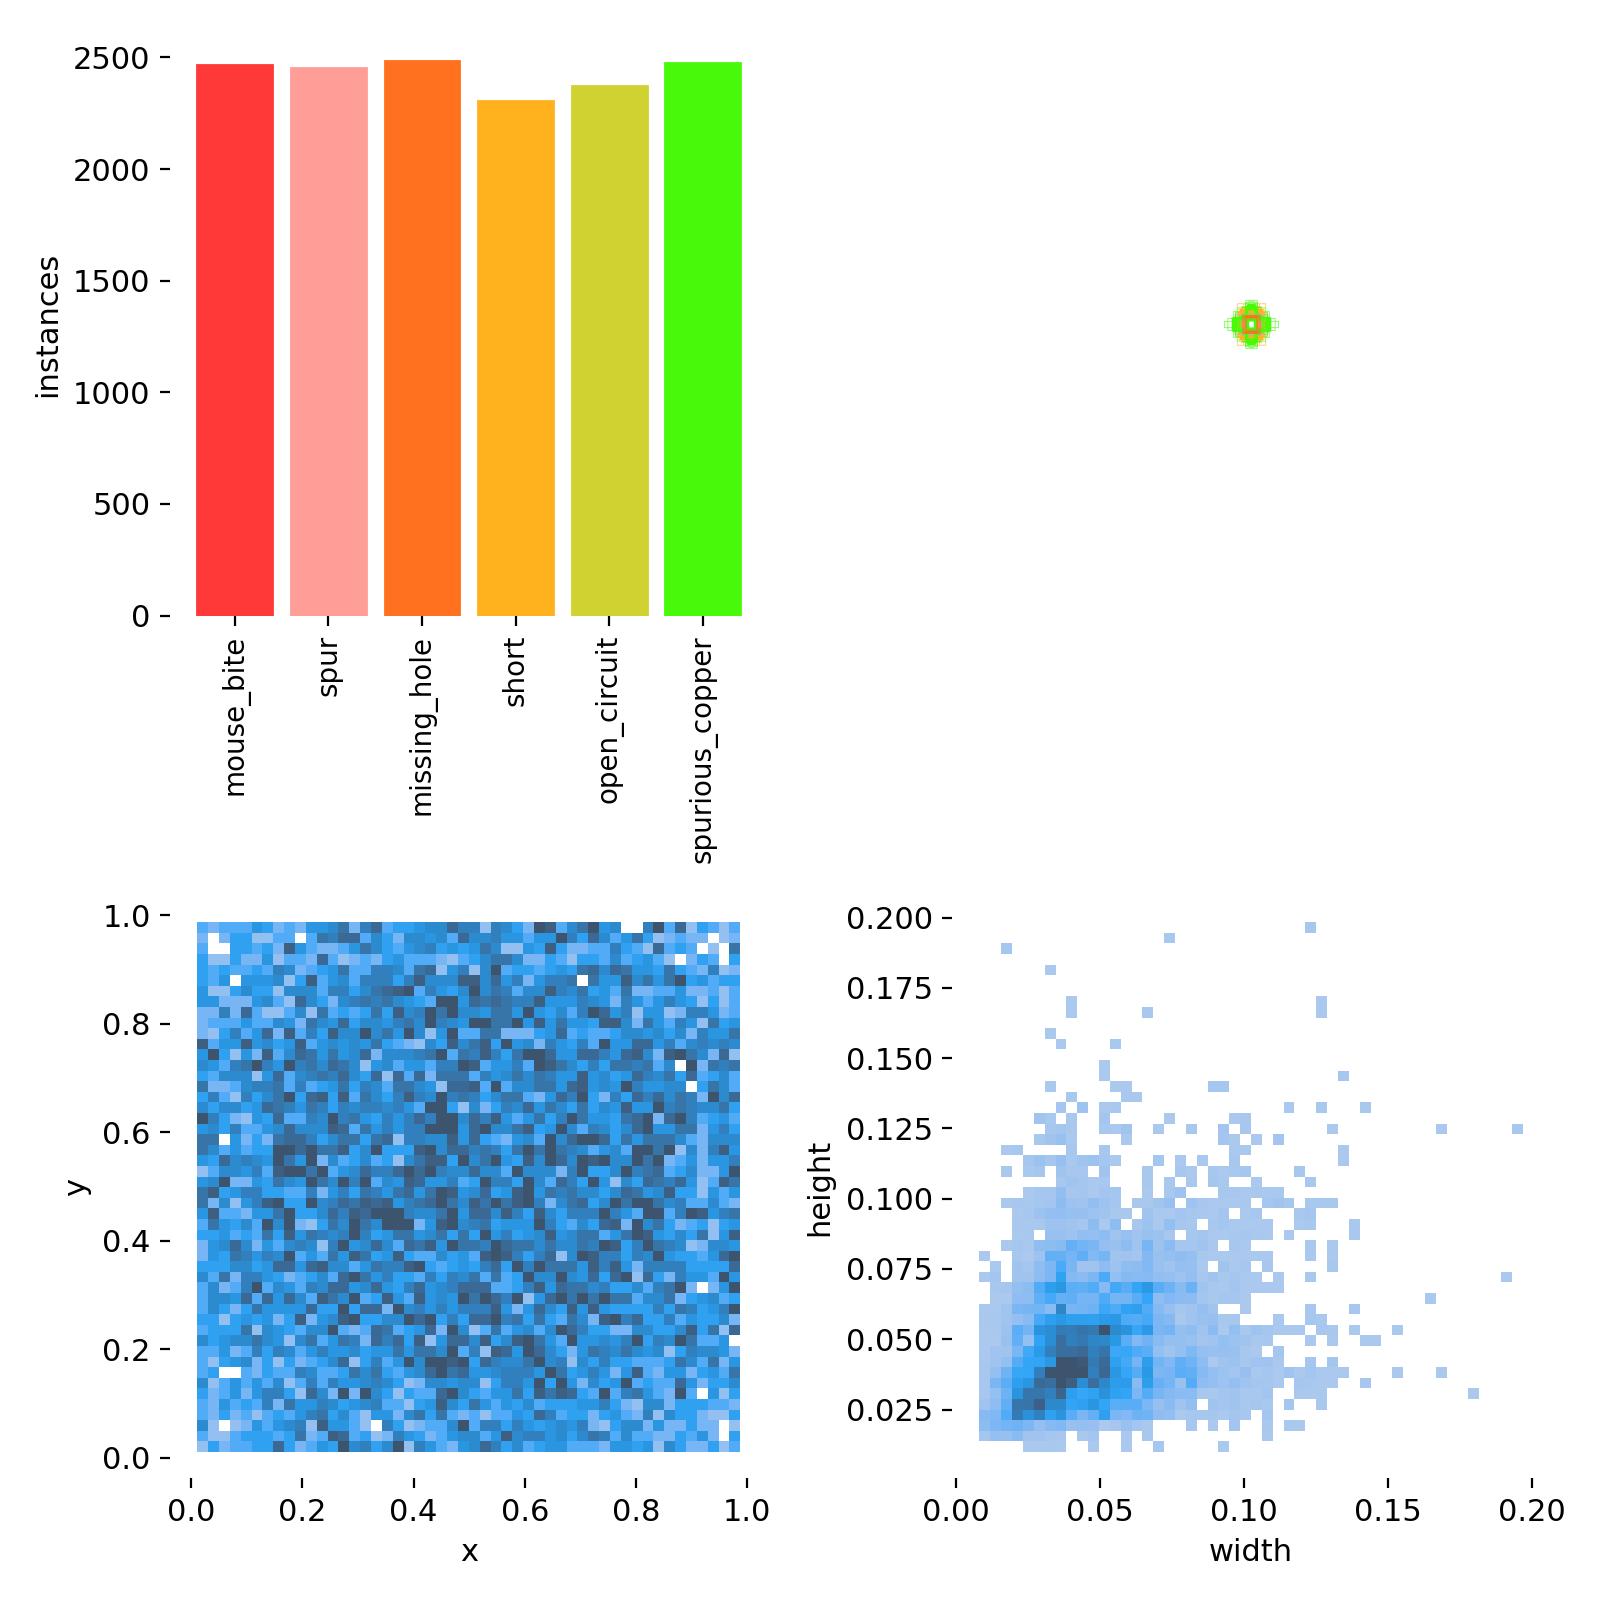 2500
2000
1500
1000
500
0
instances
mouse_bite
spur
missing_hole
short
open_circuit
spurious_copper
1.0
0.8
0.6
0.4
0.2
0.0
y
0.0 0.2 0.4 0.6 0.8 1.0
x
0.200
0.175
0.150
0.125
0.100
0.075
0.050
0.025
height
0.00 0.05 0.10 0.15 0.20
width